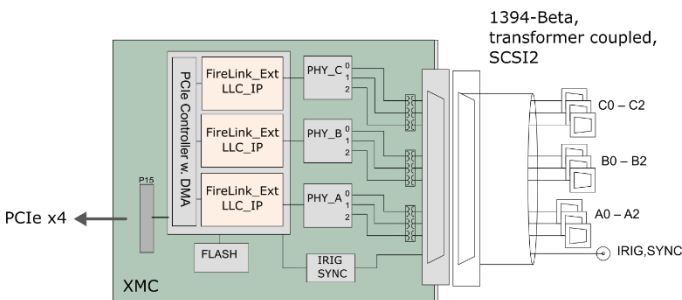 1394-Beta,
transformer coupled,
SCSI2
PCIe Controller w. DMA
FireLink_Ext
LLC_IP
PHY_C
0
1
2
C0 – C2
FireLink_Ext
LLC_IP
PHY_B
0
1
2
B0 – B2
P15
FireLink_Ext
LLC_IP
PHY_A
0
1
2
A0 – A2
PCIe x4
FLASH
IRIG
SYNC
IRIG,SYNC
XMC